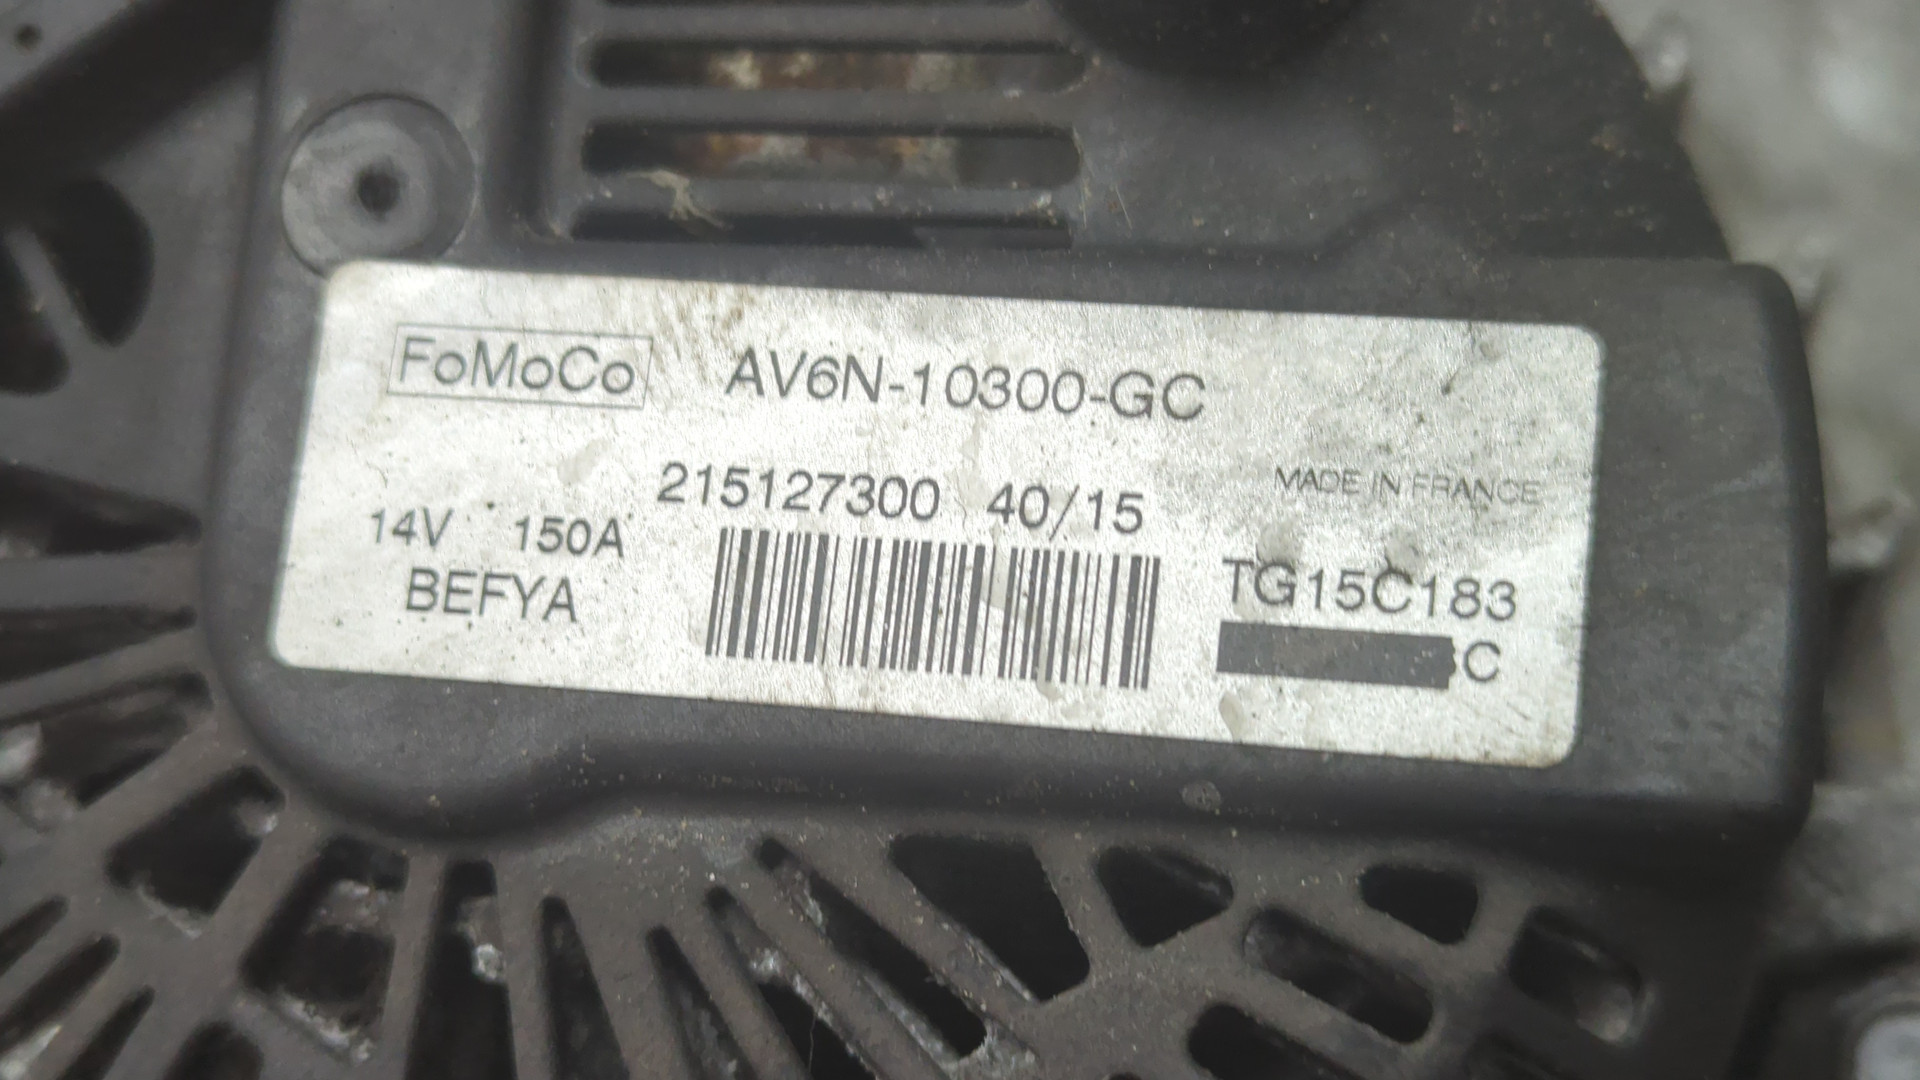 FoMoCo AV6N-10300-GC
215127300 40/15 MADE IN FRANCE
14V 150A
BEFYA TG15C183
C